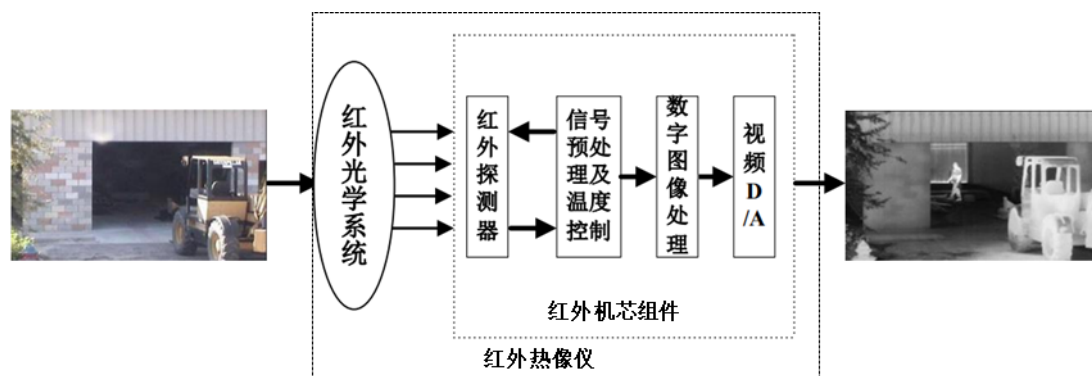 红外光学系统
红外探测器
信号
预处
理及
温度
控制
数字图像处理
视频
D
/A
红外机芯组件
红外热像仪